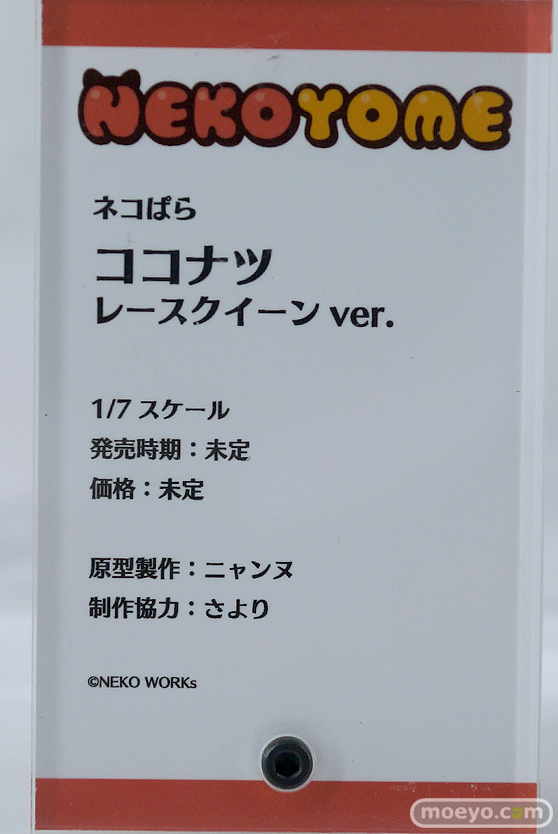 NEKOYOME
ネコぱら
ココナツ
レースクイーン ver.
1/7 スケール
発売時期：未定
価格：未定
原型製作：ニャンヌ
制作協力：さより
©NEKO WORKs
moeyo.com